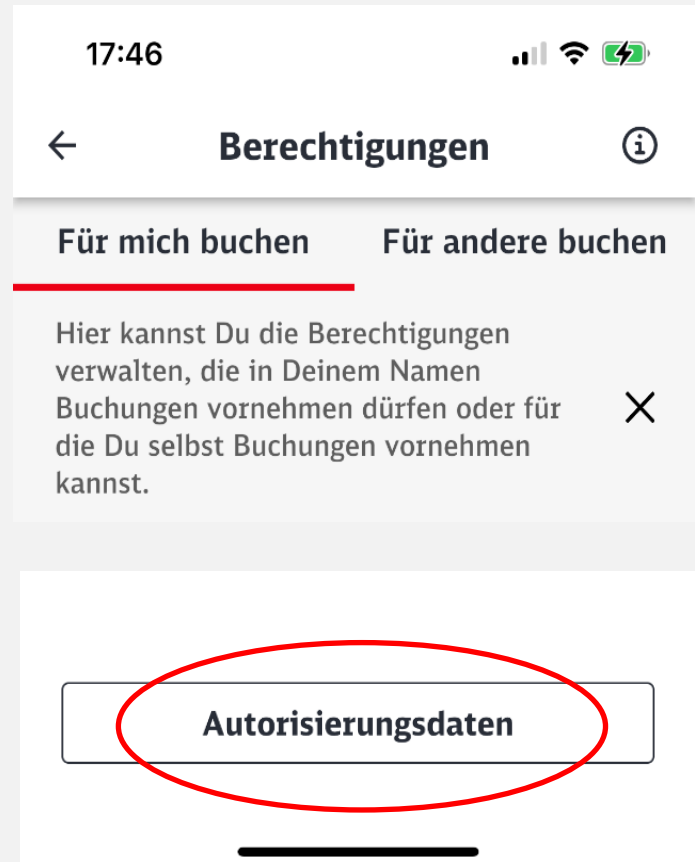 17:46
Berechtigungen
Für mich buchen Für andere buchen
Hier kannst Du die Berechtigungen
verwalten, die in Deinem Namen
Buchungen vornehmen dürfen oder für
die Du selbst Buchungen vornehmen
kannst.
Autorisierungsdaten